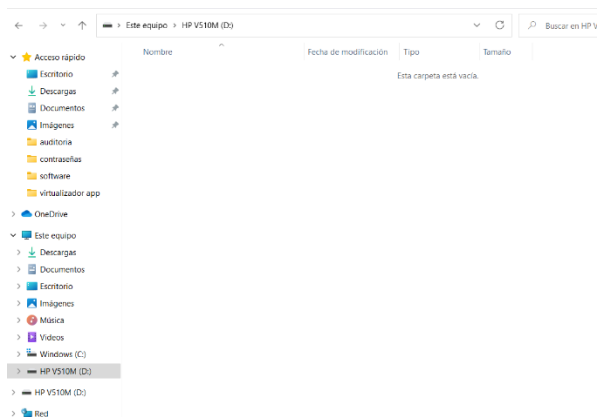 Este equipo > HP V510M (D:)
Buscar en HP V
Nombre Fecha de modificación Tipo Tamaño
Esta carpeta está vacía.
Acceso rápido
Escritorio
Descargas
Documentos
Imágenes
auditoria
contraseñas
software
virtualizador app
OneDrive
Este equipo
Descargas
Documentos
Escritorio
Imágenes
Música
Videos
Windows (C:)
HP V510M (D:)
HP V510M (D:)
Red